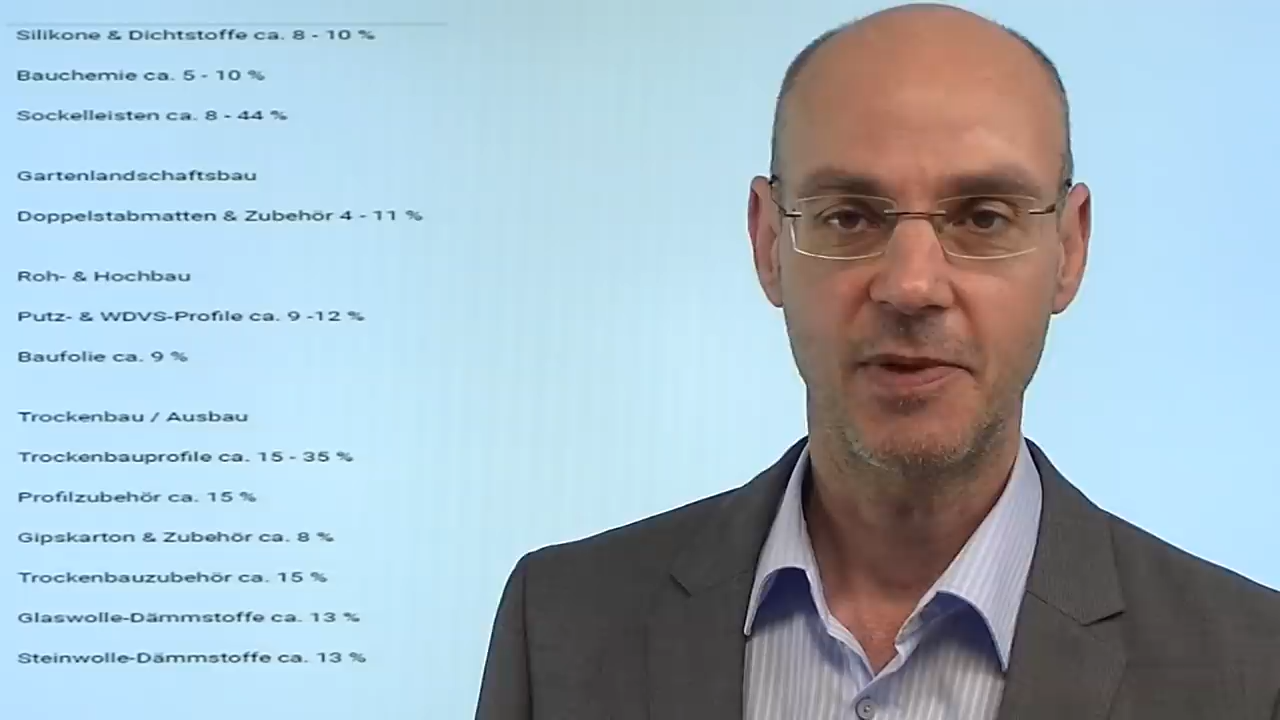 Silikone & Dichtstoffe ca. 8 - 10 %
Bauchemie ca. 5 - 10 %
Sockelleisten ca. 8 - 44 %
Gartenlandschaftsbau
Doppelstabmatten & Zubehör 4 - 11 %
Roh- & Hochbau
Putz- & WDVS-Profile ca. 9 -12 %
Baufolie ca. 9 %
Trockenbau / Ausbau
Trockenbauprofile ca. 15 - 35 %
Profilzubehör ca. 15 %
Gipskarton & Zubehör ca. 8 %
Trockenbauzubehör ca. 15 %
Glaswolle-Dämmstoffe ca. 13 %
Steinwolle-Dämmstoffe ca. 13 %